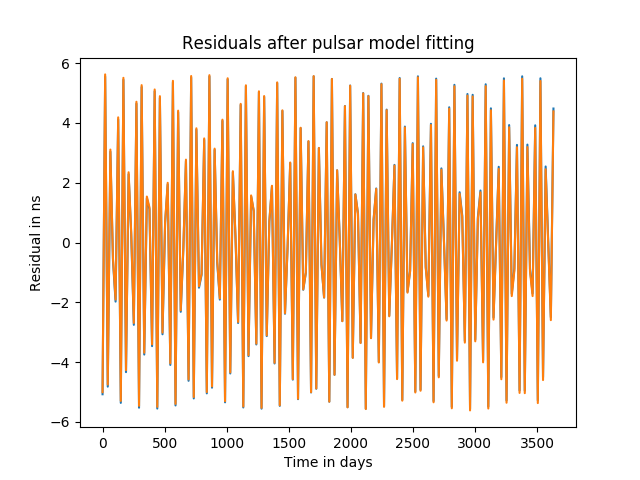 Residuals after pulsar model fitting
6
4
2
0
−2
−4
−6
Residual in ns
0 500 1000 1500 2000 2500 3000 3500
Time in days